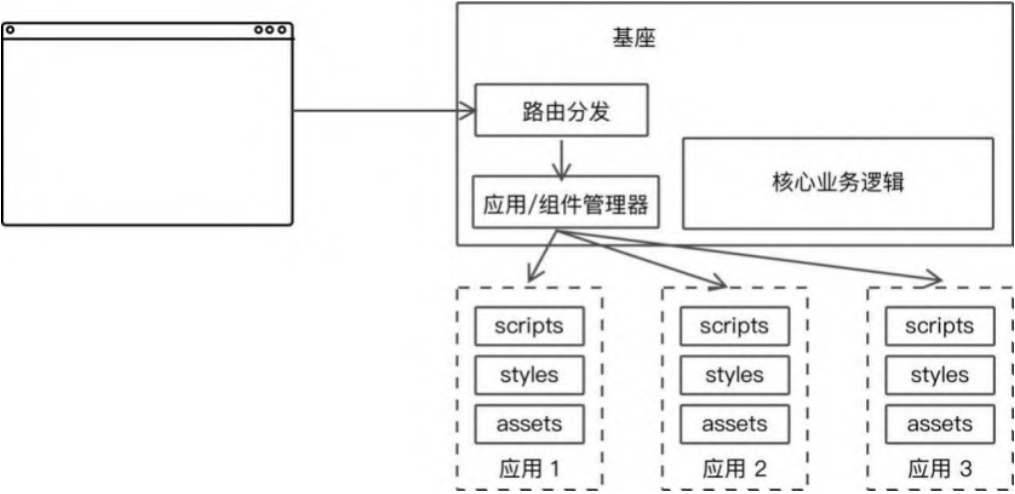 基座
路由分发
核心业务逻辑
应用/组件管理器
scripts
styles
assets
应用 1
scripts
styles
assets
应用 2
scripts
styles
assets
应用 3